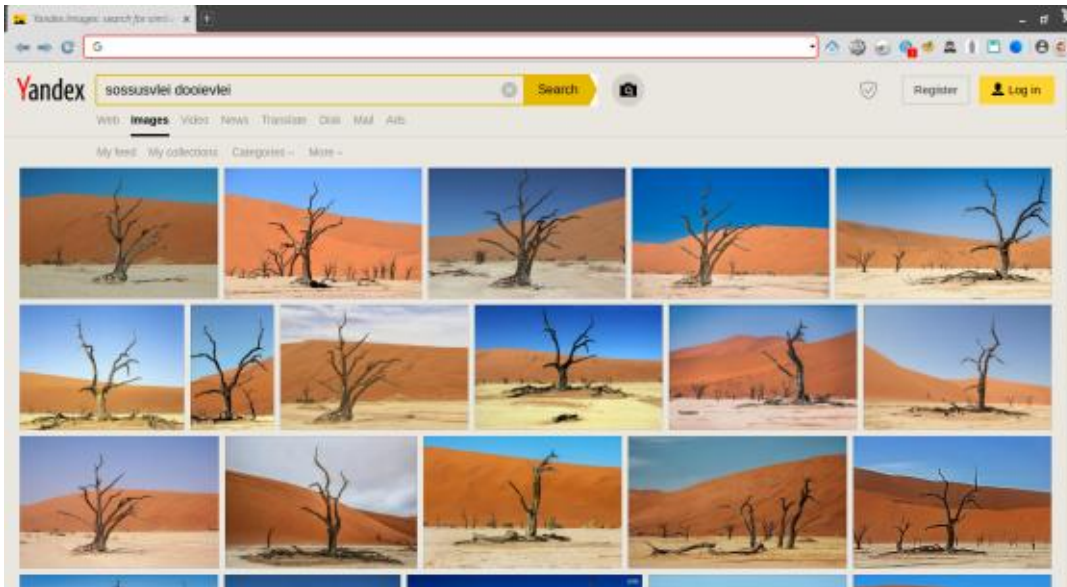 Yandex.Images: search for simil...
G
Yandex sossusvlei dooievlei Search Register Log in
Web Images Video News Translate Disk Mail Ads
My feed My collections Categories More